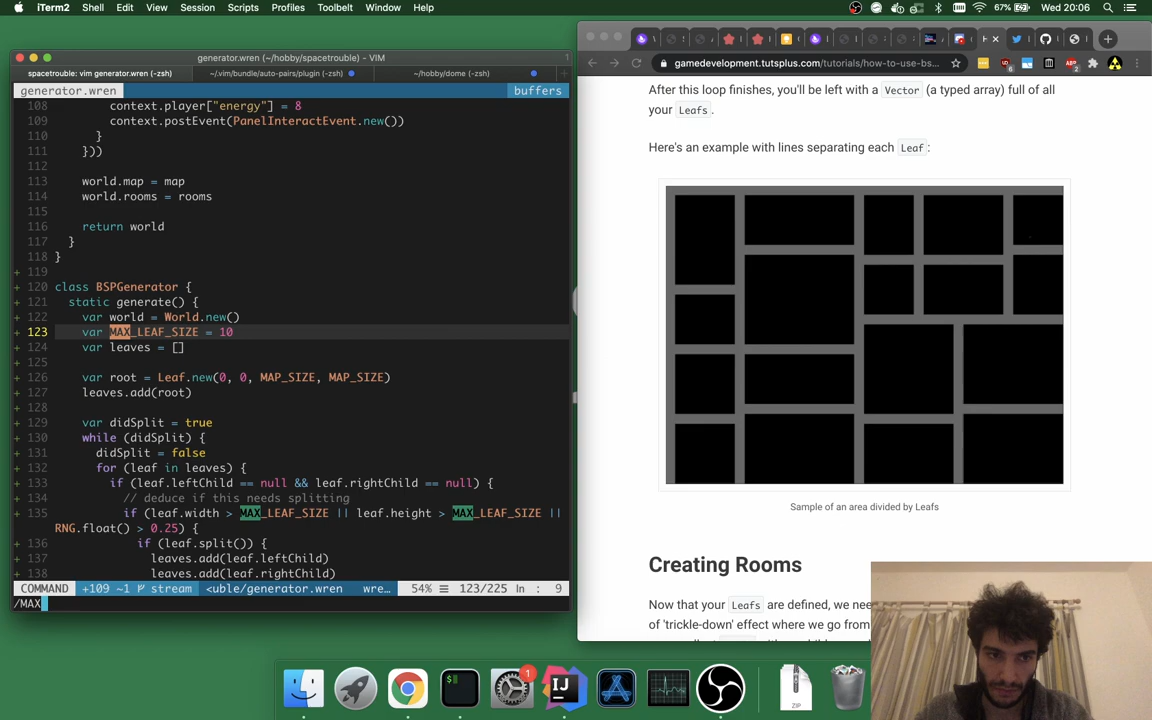 iTerm2 Shell Edit View Session Scripts Profiles Toolbelt Window Help
67% Wed 20:06
generator.wren (~/hobby/spacetrouble) - VIM
spacetrouble: vim generator.wren (-zsh)
~/.vim/bundle/auto-pairs/plugin (-zsh)
~/hobby/dome (-zsh)
generator.wren buffers
108 context.player["energy"] = 8
109 context.postEvent(PanelInteractEvent.new())
110 }
111 }))
112
113 world.map = map
114 world.rooms = rooms
115
116 return world
117 }
118 }
+ 119
+ 120 class BSPGenerator {
+ 121 static generate() {
+ 122 var world = World.new()
+ 123 var MAX_LEAF_SIZE = 10
+ 124 var leaves = []
+ 125
+ 126 var root = Leaf.new(0, 0, MAP_SIZE, MAP_SIZE)
+ 127 leaves.add(root)
+ 128
+ 129 var didSplit = true
+ 130 while (didSplit) {
+ 131 didSplit = false
+ 132 for (leaf in leaves) {
+ 133 if (leaf.leftChild == null && leaf.rightChild == null) {
+ 134 // deduce if this needs splitting
+ 135 if (leaf.width > MAX_LEAF_SIZE || leaf.height > MAX_LEAF_SIZE ||
RNG.float() > 0.25) {
+ 136 if (leaf.split()) {
+ 137 leaves.add(leaf.leftChild)
+ 138 leaves.add(leaf.rightChild)
COMMAND +109 ~1 stream <uble/generator.wren wre… 54% 123/225 ln : 9
/MAX
gamedevelopment.tutsplus.com/tutorials/how-to-use-bs...
After this loop finishes, you'll be left with a Vector (a typed array) full of all
your Leafs.
Here's an example with lines separating each Leaf:
Sample of an area divided by Leafs
Creating Rooms
Now that your Leafs are defined, we nee
of 'trickle-down' effect where we go from
1
ZIP